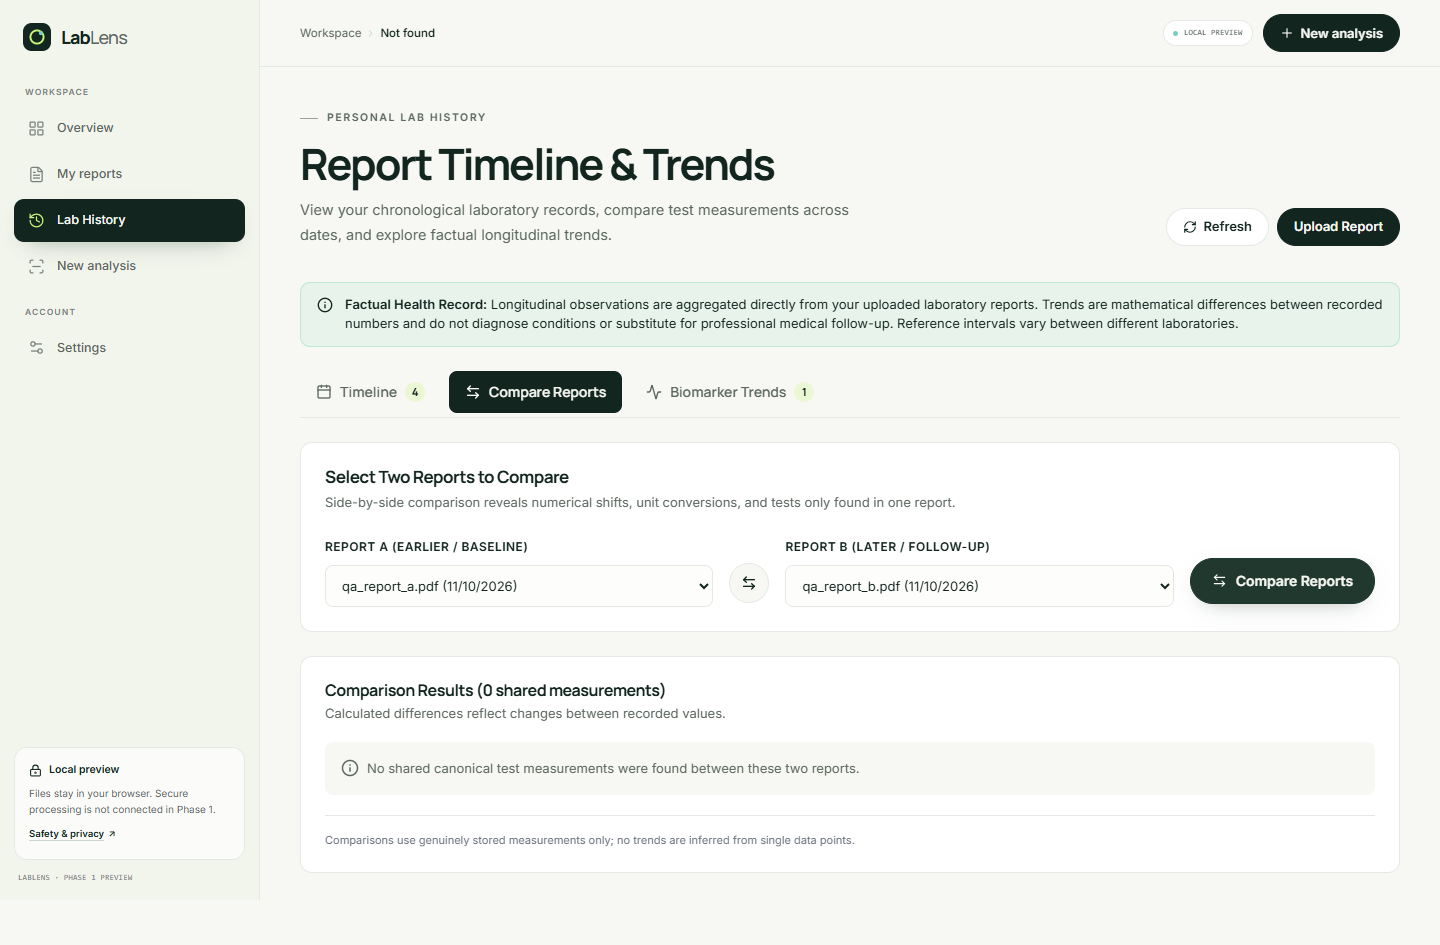 LabLens
WORKSPACE
Overview
My reports
Lab History
New analysis
ACCOUNT
Settings
Local preview
Files stay in your browser. Secure
processing is not connected in Phase 1.
Safety & privacy ↗
LABLENS · PHASE 1 PREVIEW
Workspace › Not found
LOCAL PREVIEW
+ New analysis
PERSONAL LAB HISTORY
Report Timeline & Trends
View your chronological laboratory records, compare test measurements across
dates, and explore factual longitudinal trends.
Refresh
Upload Report
Factual Health Record: Longitudinal observations are aggregated directly from your uploaded laboratory reports. Trends are mathematical differences between recorded
numbers and do not diagnose conditions or substitute for professional medical follow-up. Reference intervals vary between different laboratories.
Timeline 4
Compare Reports
Biomarker Trends 1
Select Two Reports to Compare
Side-by-side comparison reveals numerical shifts, unit conversions, and tests only found in one report.
REPORT A (EARLIER / BASELINE)
qa_report_a.pdf (11/10/2026)
REPORT B (LATER / FOLLOW-UP)
qa_report_b.pdf (11/10/2026)
Compare Reports
Comparison Results (0 shared measurements)
Calculated differences reflect changes between recorded values.
No shared canonical test measurements were found between these two reports.
Comparisons use genuinely stored measurements only; no trends are inferred from single data points.